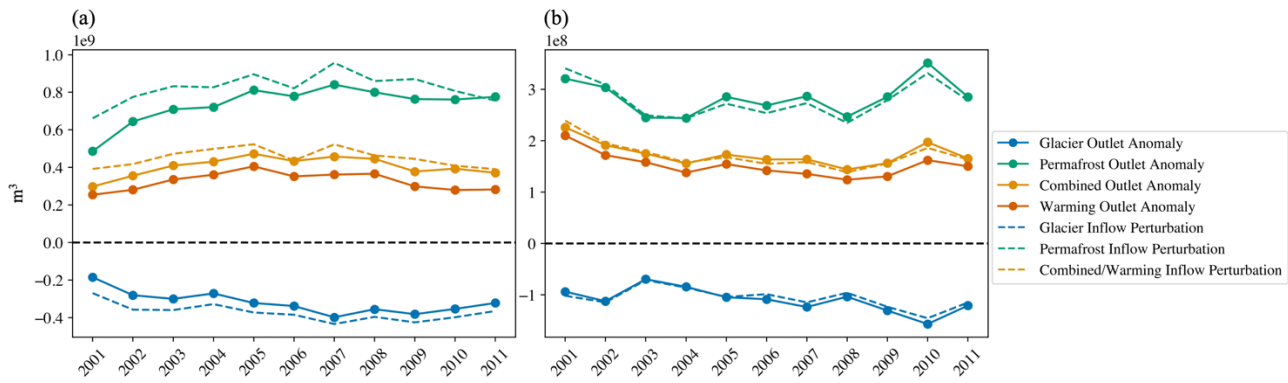 (a)
1e9
1.0
0.8
0.6
0.4
0.2
0.0
−0.2
−0.4
m³
2001 2002 2003 2004 2005 2006 2007 2008 2009 2010 2011
(b)
1e8
3
2
1
0
−1
2001 2002 2003 2004 2005 2006 2007 2008 2009 2010 2011
Glacier Outlet Anomaly
Permafrost Outlet Anomaly
Combined Outlet Anomaly
Warming Outlet Anomaly
Glacier Inflow Perturbation
Permafrost Inflow Perturbation
Combined/Warming Inflow Perturbation